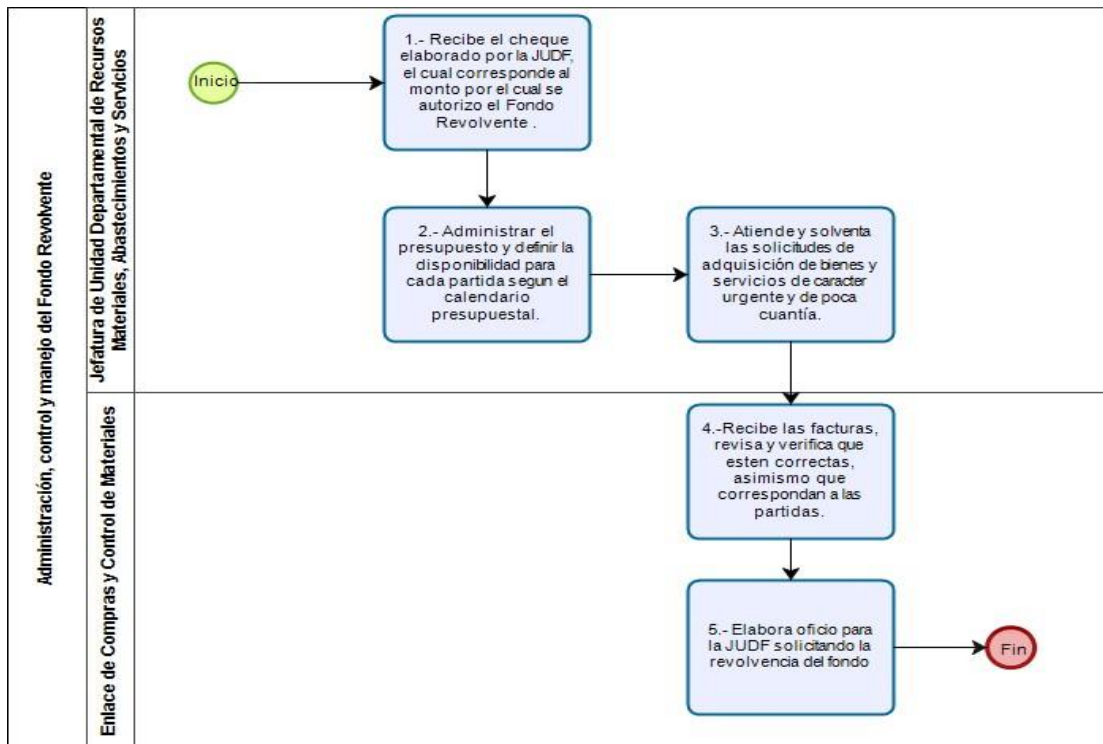 Administración, control y manejo del Fondo Revolvente
Jefatura de Unidad Departamental de Recursos
Materiales, Abastecimientos y Servicios
Inicio
1.- Recibe el cheque
elaborado por la JUDF,
el cual corresponde al
monto por el cual se
autorizo el Fondo
Revolvente .
2.- Administrar el
presupuesto y definir la
disponibilidad para
cada partida segun el
calendario
presupuestal.
3.- Atiende y solventa
las solicitudes de
adquisición de bienes y
servicios de caracter
urgente y de poca
cuantía.
Enlace de Compras y Control de Materiales
4.-Recibe las facturas,
revisa y verifica que
esten correctas,
asimismo que
correspondan a las
partidas.
5.- Elabora oficio para
la JUDF solicitando la
revolvencia del fondo
Fin